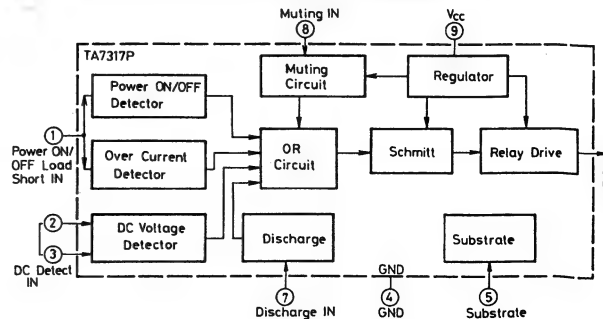 Muting IN
Vcc
8
9
TA7317P
Power ON/OFF
Detector
Muting
Circuit
Regulator
1
Power ON/
OFF Load
Short IN
Over Current
Detector
OR
Circuit
Schmitt
Relay Drive
2
3
DC Detect
IN
DC Voltage
Detector
Discharge
Substrate
GND
7
4
5
Discharge IN
GND
Substrate